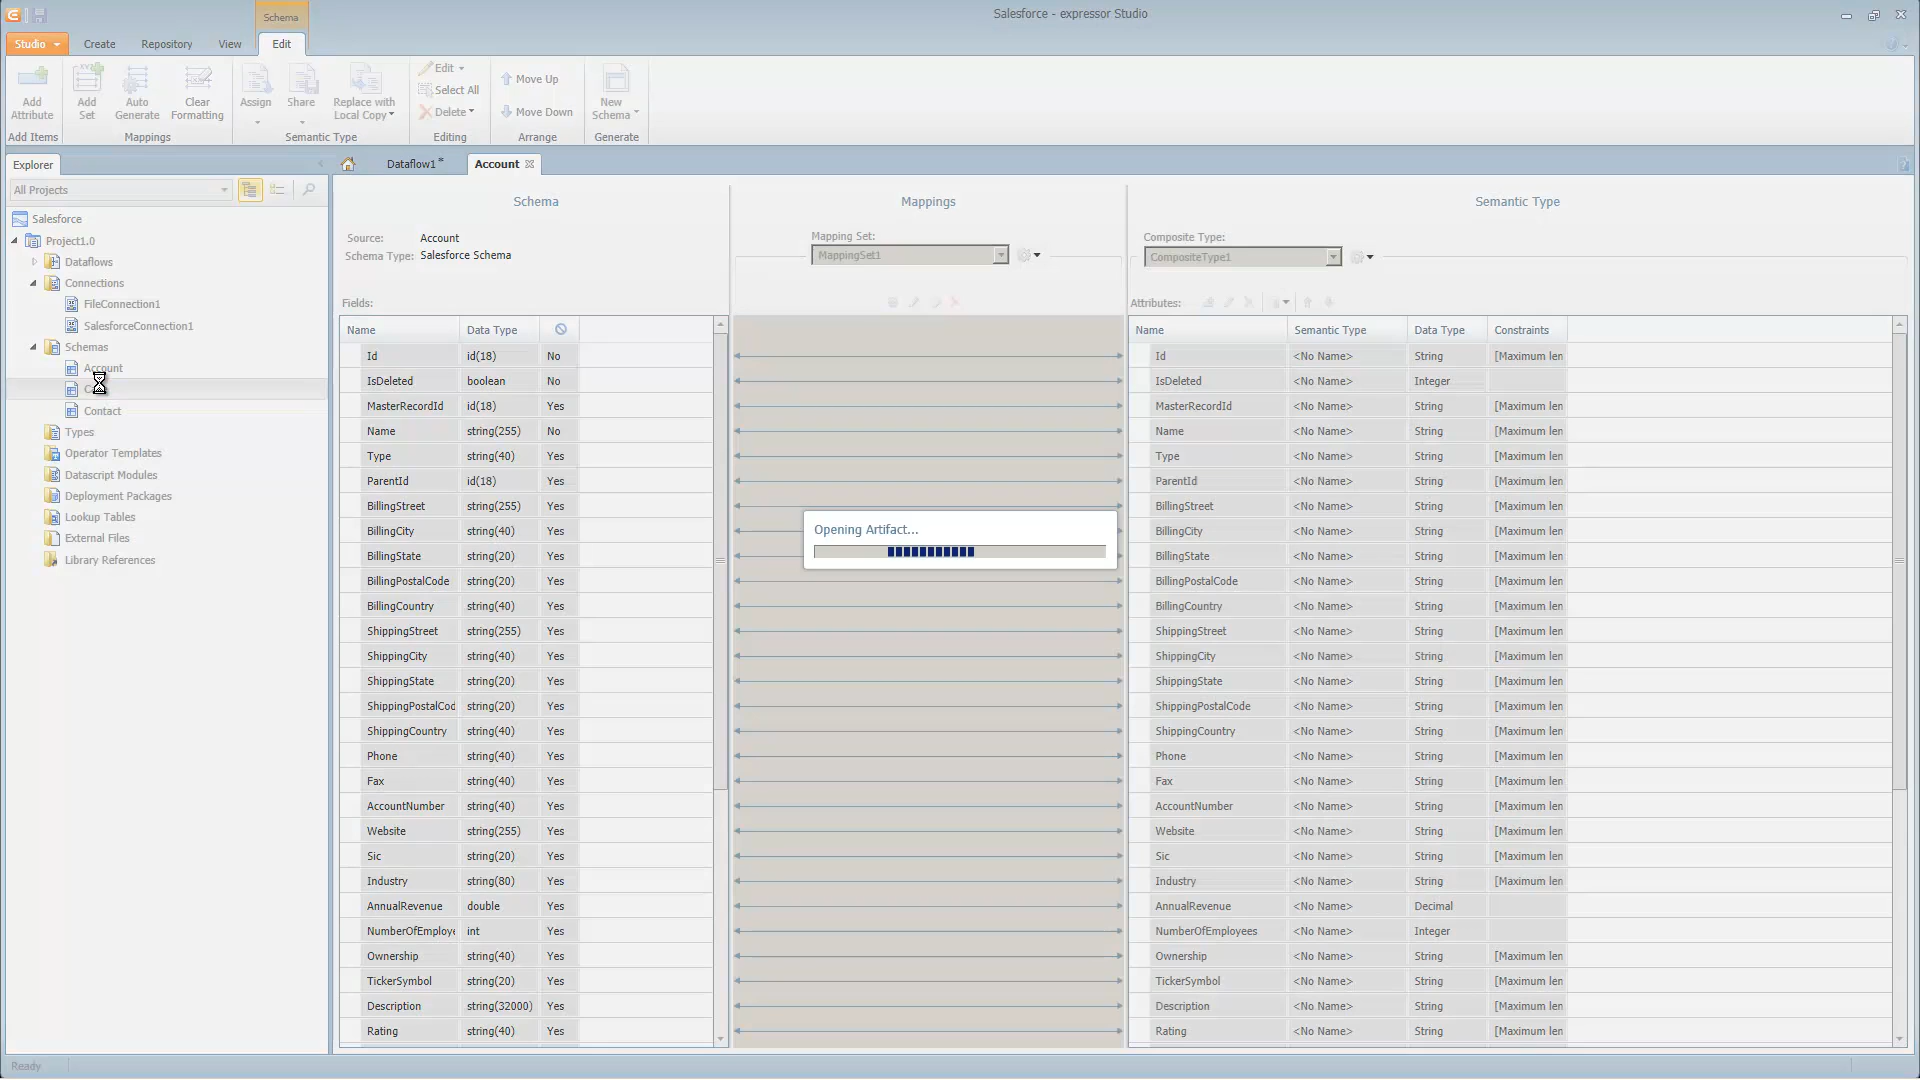 Schema
Salesforce - expressor Studio
Studio Create Repository View Edit
Add Attribute
Add Set
Auto Generate
Clear Formatting
Assign
Share
Replace with Local Copy
Edit
Select All
Delete
Move Up
Move Down
New Schema
Add Items Mappings Semantic Type Editing Arrange Generate
Explorer
Dataflow1*
Account
All Projects
Salesforce
Project1.0
Dataflows
Connections
FileConnection1
SalesforceConnection1
Schemas
Account
Contact
Types
Operator Templates
Datascript Modules
Deployment Packages
Lookup Tables
External Files
Library References
Schema
Source: Account
Schema Type: Salesforce Schema
Fields:
Name Data Type
Id id(18) No
IsDeleted boolean No
MasterRecordId id(18) Yes
Name string(255) No
Type string(40) Yes
ParentId id(18) Yes
BillingStreet string(255) Yes
BillingCity string(40) Yes
BillingState string(20) Yes
BillingPostalCode string(20) Yes
BillingCountry string(40) Yes
ShippingStreet string(255) Yes
ShippingCity string(40) Yes
ShippingState string(20) Yes
ShippingPostalCod string(20) Yes
ShippingCountry string(40) Yes
Phone string(40) Yes
Fax string(40) Yes
AccountNumber string(40) Yes
Website string(255) Yes
Sic string(20) Yes
Industry string(80) Yes
AnnualRevenue double Yes
NumberOfEmploye int Yes
Ownership string(40) Yes
TickerSymbol string(20) Yes
Description string(32000) Yes
Rating string(40) Yes
Mappings
Mapping Set:
MappingSet1
Opening Artifact...
Semantic Type
Composite Type:
CompositeType1
Attributes:
Name Semantic Type Data Type Constraints
Id <No Name> String [Maximum len
IsDeleted <No Name> Integer
MasterRecordId <No Name> String [Maximum len
Name <No Name> String [Maximum len
Type <No Name> String [Maximum len
ParentId <No Name> String [Maximum len
BillingStreet <No Name> String [Maximum len
BillingCity <No Name> String [Maximum len
BillingState <No Name> String [Maximum len
BillingPostalCode <No Name> String [Maximum len
BillingCountry <No Name> String [Maximum len
ShippingStreet <No Name> String [Maximum len
ShippingCity <No Name> String [Maximum len
ShippingState <No Name> String [Maximum len
ShippingPostalCode <No Name> String [Maximum len
ShippingCountry <No Name> String [Maximum len
Phone <No Name> String [Maximum len
Fax <No Name> String [Maximum len
AccountNumber <No Name> String [Maximum len
Website <No Name> String [Maximum len
Sic <No Name> String [Maximum len
Industry <No Name> String [Maximum len
AnnualRevenue <No Name> Decimal
NumberOfEmployees <No Name> Integer
Ownership <No Name> String [Maximum len
TickerSymbol <No Name> String [Maximum len
Description <No Name> String [Maximum len
Rating <No Name> String [Maximum len
Ready